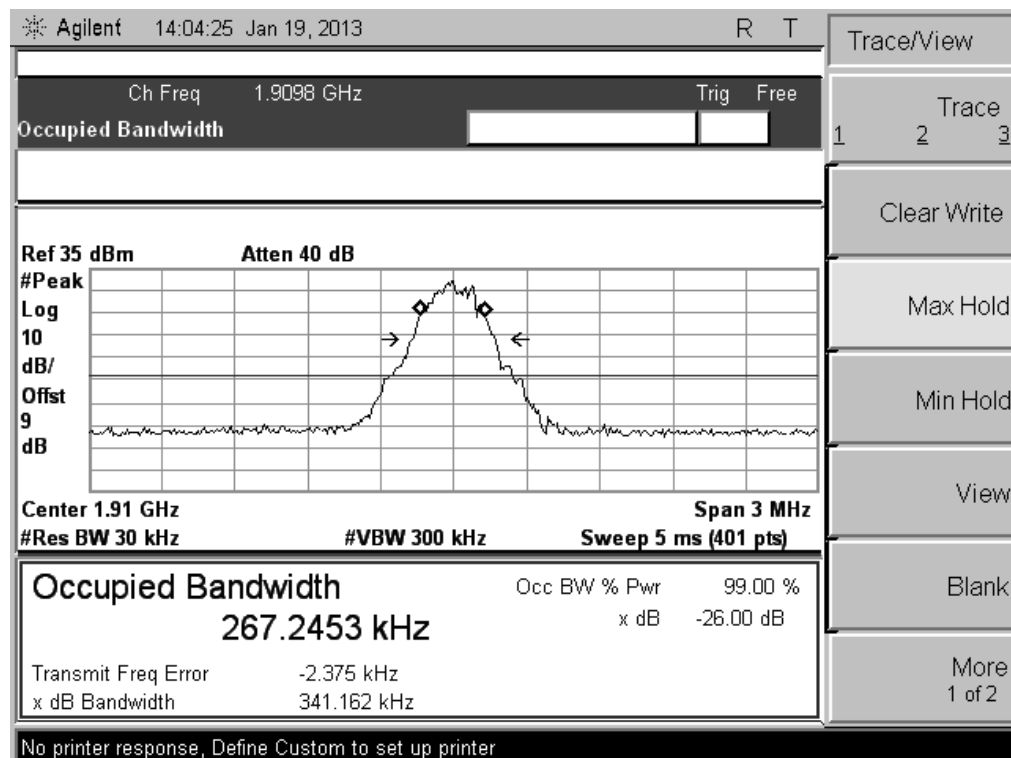 Agilent 14:04:25 Jan 19, 2013 R T
Trace/View
Ch Freq 1.9098 GHz Trig Free
Occupied Bandwidth
Trace
1 2 3
Clear Write
Max Hold
Min Hold
View
Blank
More
1 of 2
Ref 35 dBm Atten 40 dB
#Peak
Log
10
dB/
Offst
9
dB
Center 1.91 GHz Span 3 MHz
#Res BW 30 kHz #VBW 300 kHz Sweep 5 ms (401 pts)
Occupied Bandwidth Occ BW % Pwr 99.00 %
267.2453 kHz x dB -26.00 dB
Transmit Freq Error -2.375 kHz
x dB Bandwidth 341.162 kHz
No printer response, Define Custom to set up printer